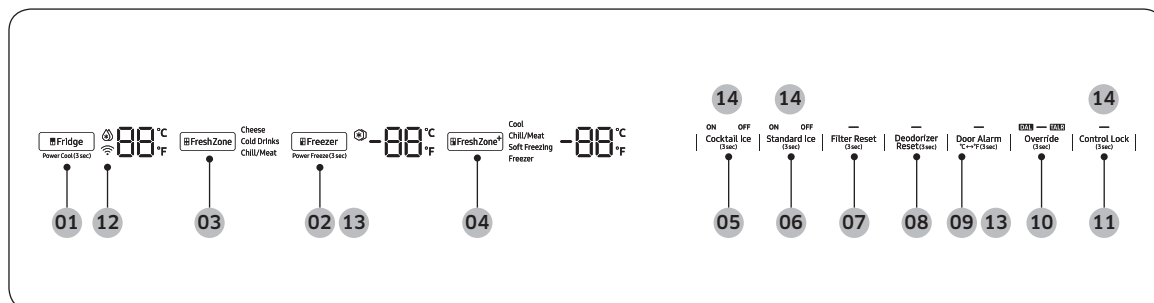 14 14 14
Fridge
Power Cool (3 sec)
88 °C °F
FreshZone
Cheese
Cold Drinks
Chill/Meat
Freezer
Power Freeze (3 sec)
-88 °C °F
FreshZone+
Cool
Chill/Meat
Soft Freezing
Freezer
-88 °C °F
ON OFF
Cocktail Ice
(3 sec)
ON OFF
Standard Ice
(3 sec)
Filter Reset
(3 sec)
Deodorizer
Reset (3 sec)
Door Alarm
°C↔°F (3 sec)
DAL — TALR
Override
(3 sec)
Control Lock
(3 sec)
01 12 03 02 13 04 05 06 07 08 09 13 10 11